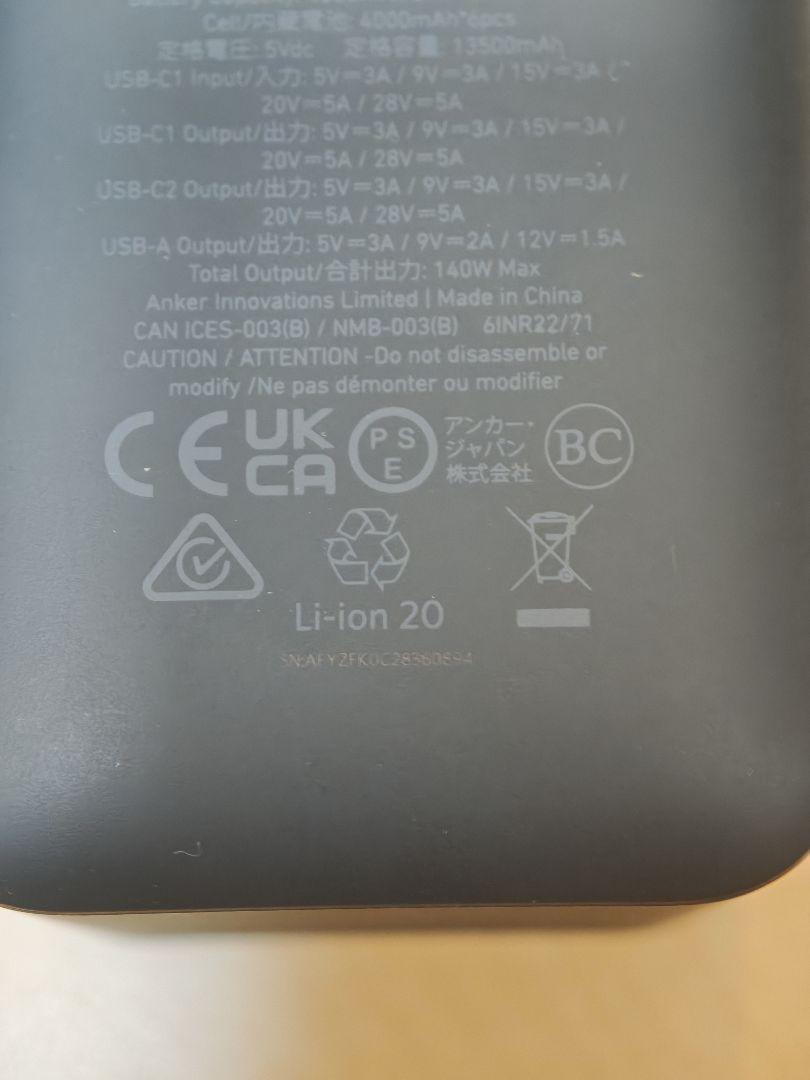 Cell/内蔵電池: 4000mAh*6pcs
定格電圧: 5Vdc 定格容量: 13500mAh
USB-C1 Input/入力: 5V⎓3A / 9V⎓3A / 15V⎓3A /
20V⎓5A / 28V⎓5A
USB-C1 Output/出力: 5V⎓3A / 9V⎓3A / 15V⎓3A /
20V⎓5A / 28V⎓5A
USB-C2 Output/出力: 5V⎓3A / 9V⎓3A / 15V⎓3A /
20V⎓5A / 28V⎓5A
USB-A Output/出力: 5V⎓3A / 9V⎓2A / 12V⎓1.5A
Total Output/合計出力: 140W Max
Anker Innovations Limited | Made in China
CAN ICES-003(B) / NMB-003(B) 6INR22/71
CAUTION / ATTENTION -Do not disassemble or
modify /Ne pas démonter ou modifier
CE UK CA PSE アンカー・ジャパン株式会社 BC
Li-ion 20